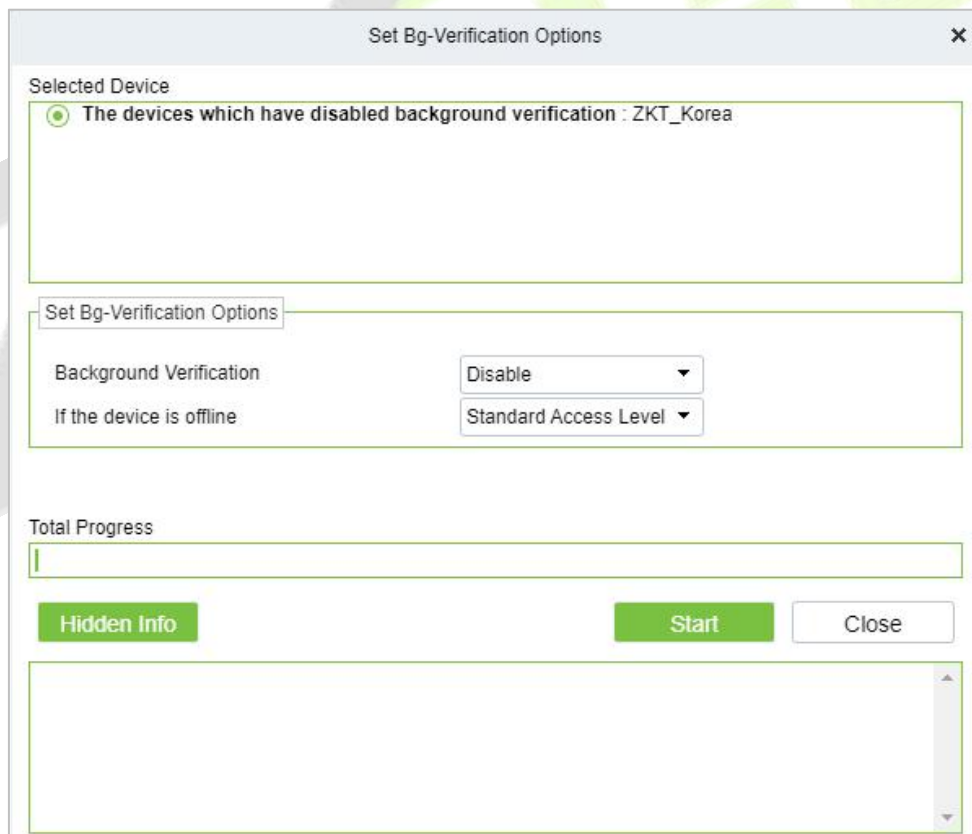 Set Bg-Verification Options
Selected Device
The devices which have disabled background verification : ZKT_Korea
Set Bg-Verification Options
Background Verification Disable
If the device is offline Standard Access Level
Total Progress
Hidden Info Start Close